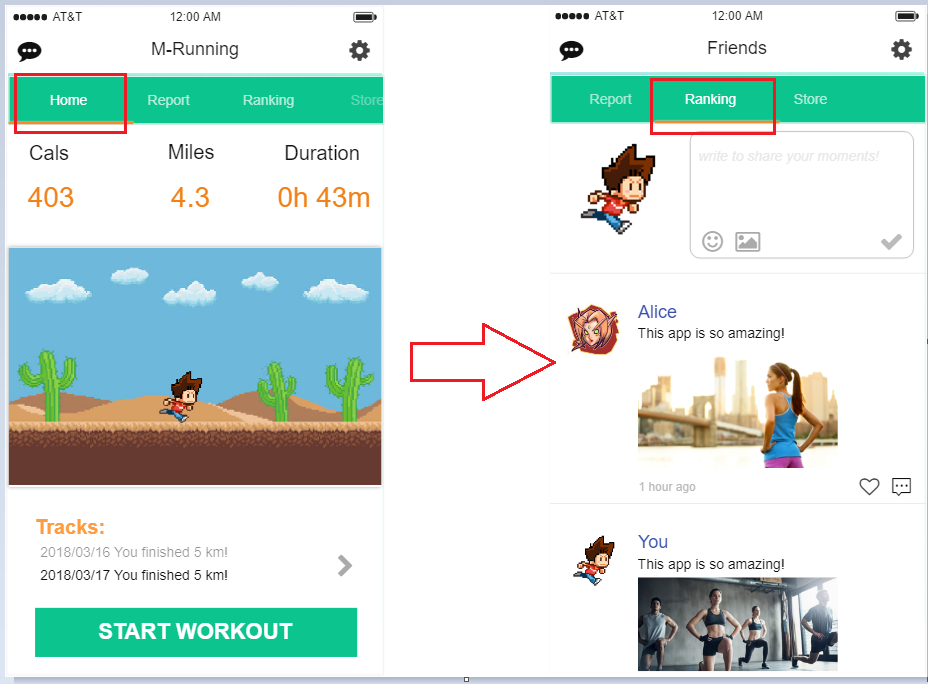 AT&T 12:00 AM
M-Running
Home Report Ranking Store
Cals Miles Duration
403 4.3 0h 43m
Tracks:
2018/03/16 You finished 5 km!
2018/03/17 You finished 5 km!
START WORKOUT
AT&T 12:00 AM
Friends
Report Ranking Store
write to share your moments!
Alice
This app is so amazing!
1 hour ago
You
This app is so amazing!